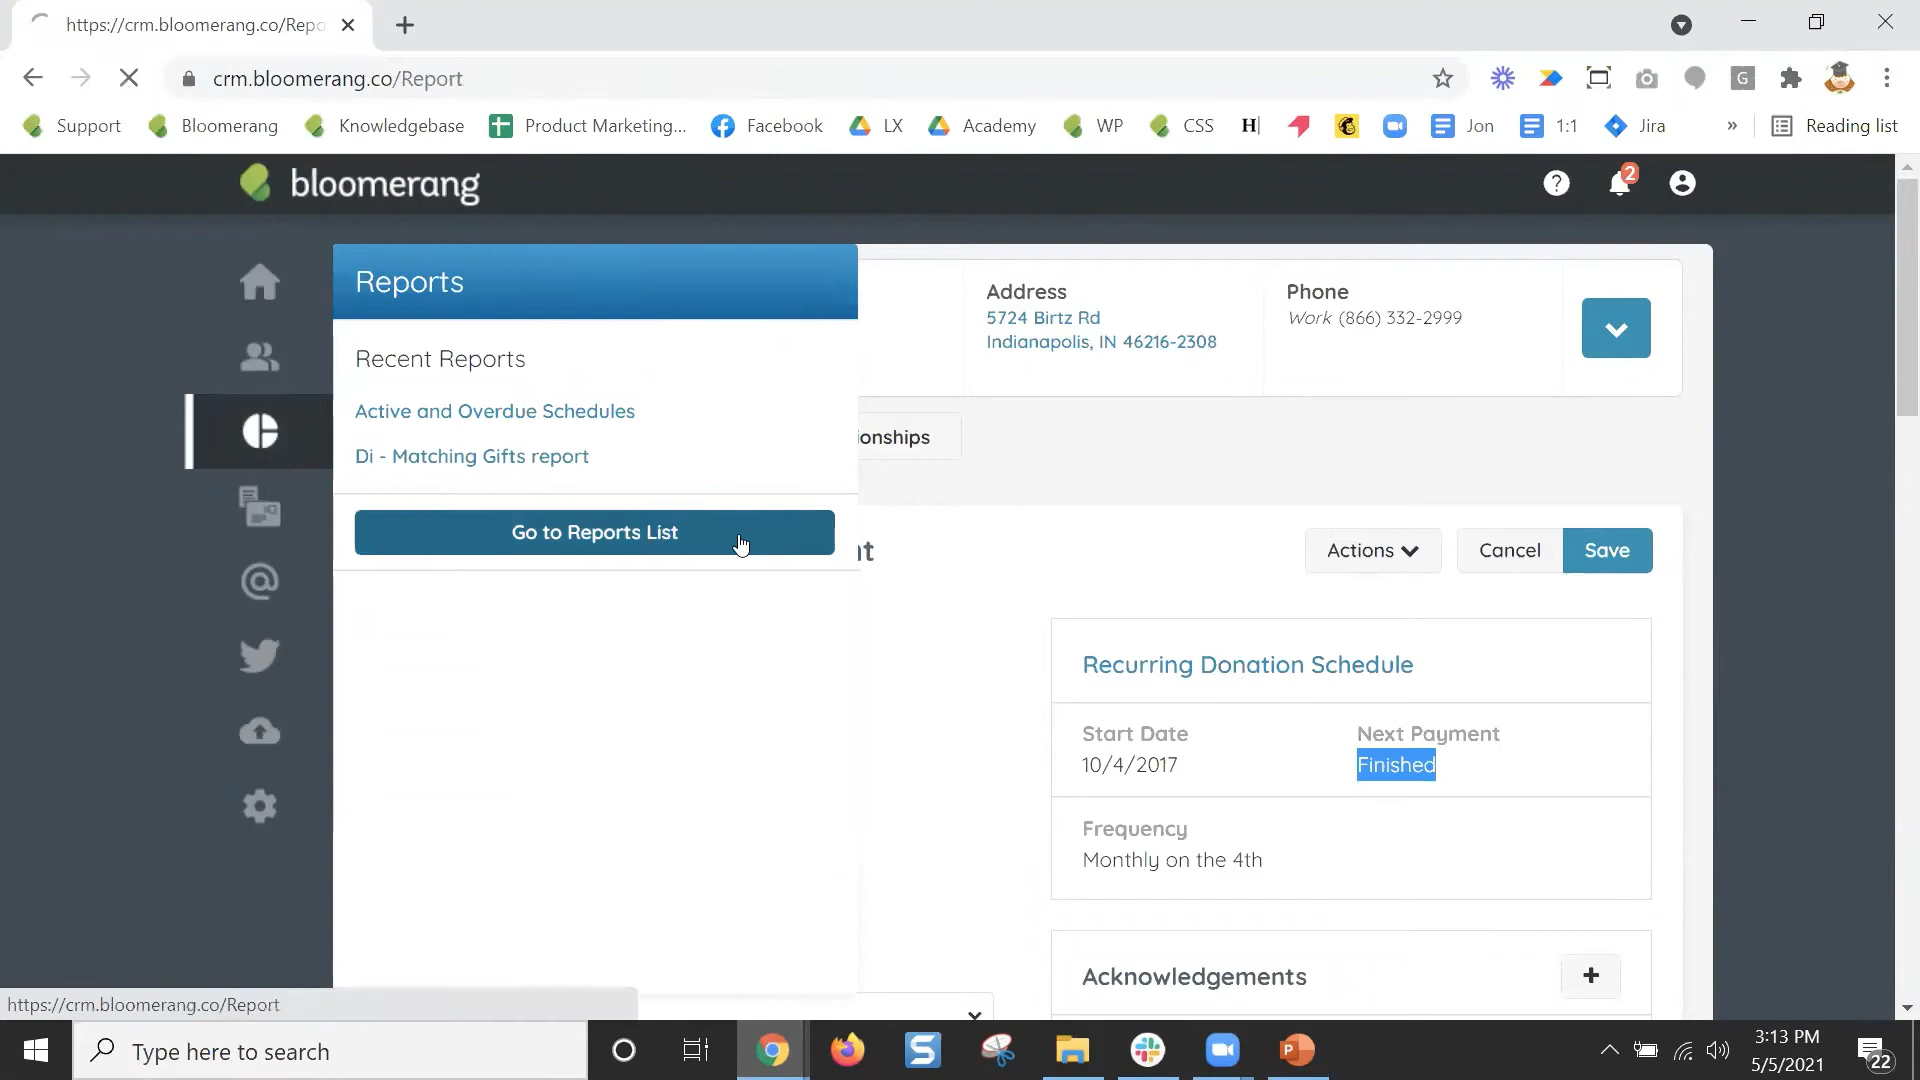 https://crm.bloomerang.co/Repo
crm.bloomerang.co/Report
G
Support
Bloomerang
Knowledgebase
Product Marketing...
Facebook
LX
Academy
WP
CSS
H
Jon
1:1
Jira
»
Reading list
bloomerang
?
2
Reports
Recent Reports
Active and Overdue Schedules
Di - Matching Gifts report
Go to Reports List
Address
5724 Birtz Rd
Indianapolis, IN 46216-2308
Phone
Work (866) 332-2999
ionships
nt
Actions
Cancel
Save
Recurring Donation Schedule
Start Date
10/4/2017
Next Payment
Finished
Frequency
Monthly on the 4th
Acknowledgements
+
https://crm.bloomerang.co/Report
Type here to search
S
P
3:13 PM
5/5/2021
22